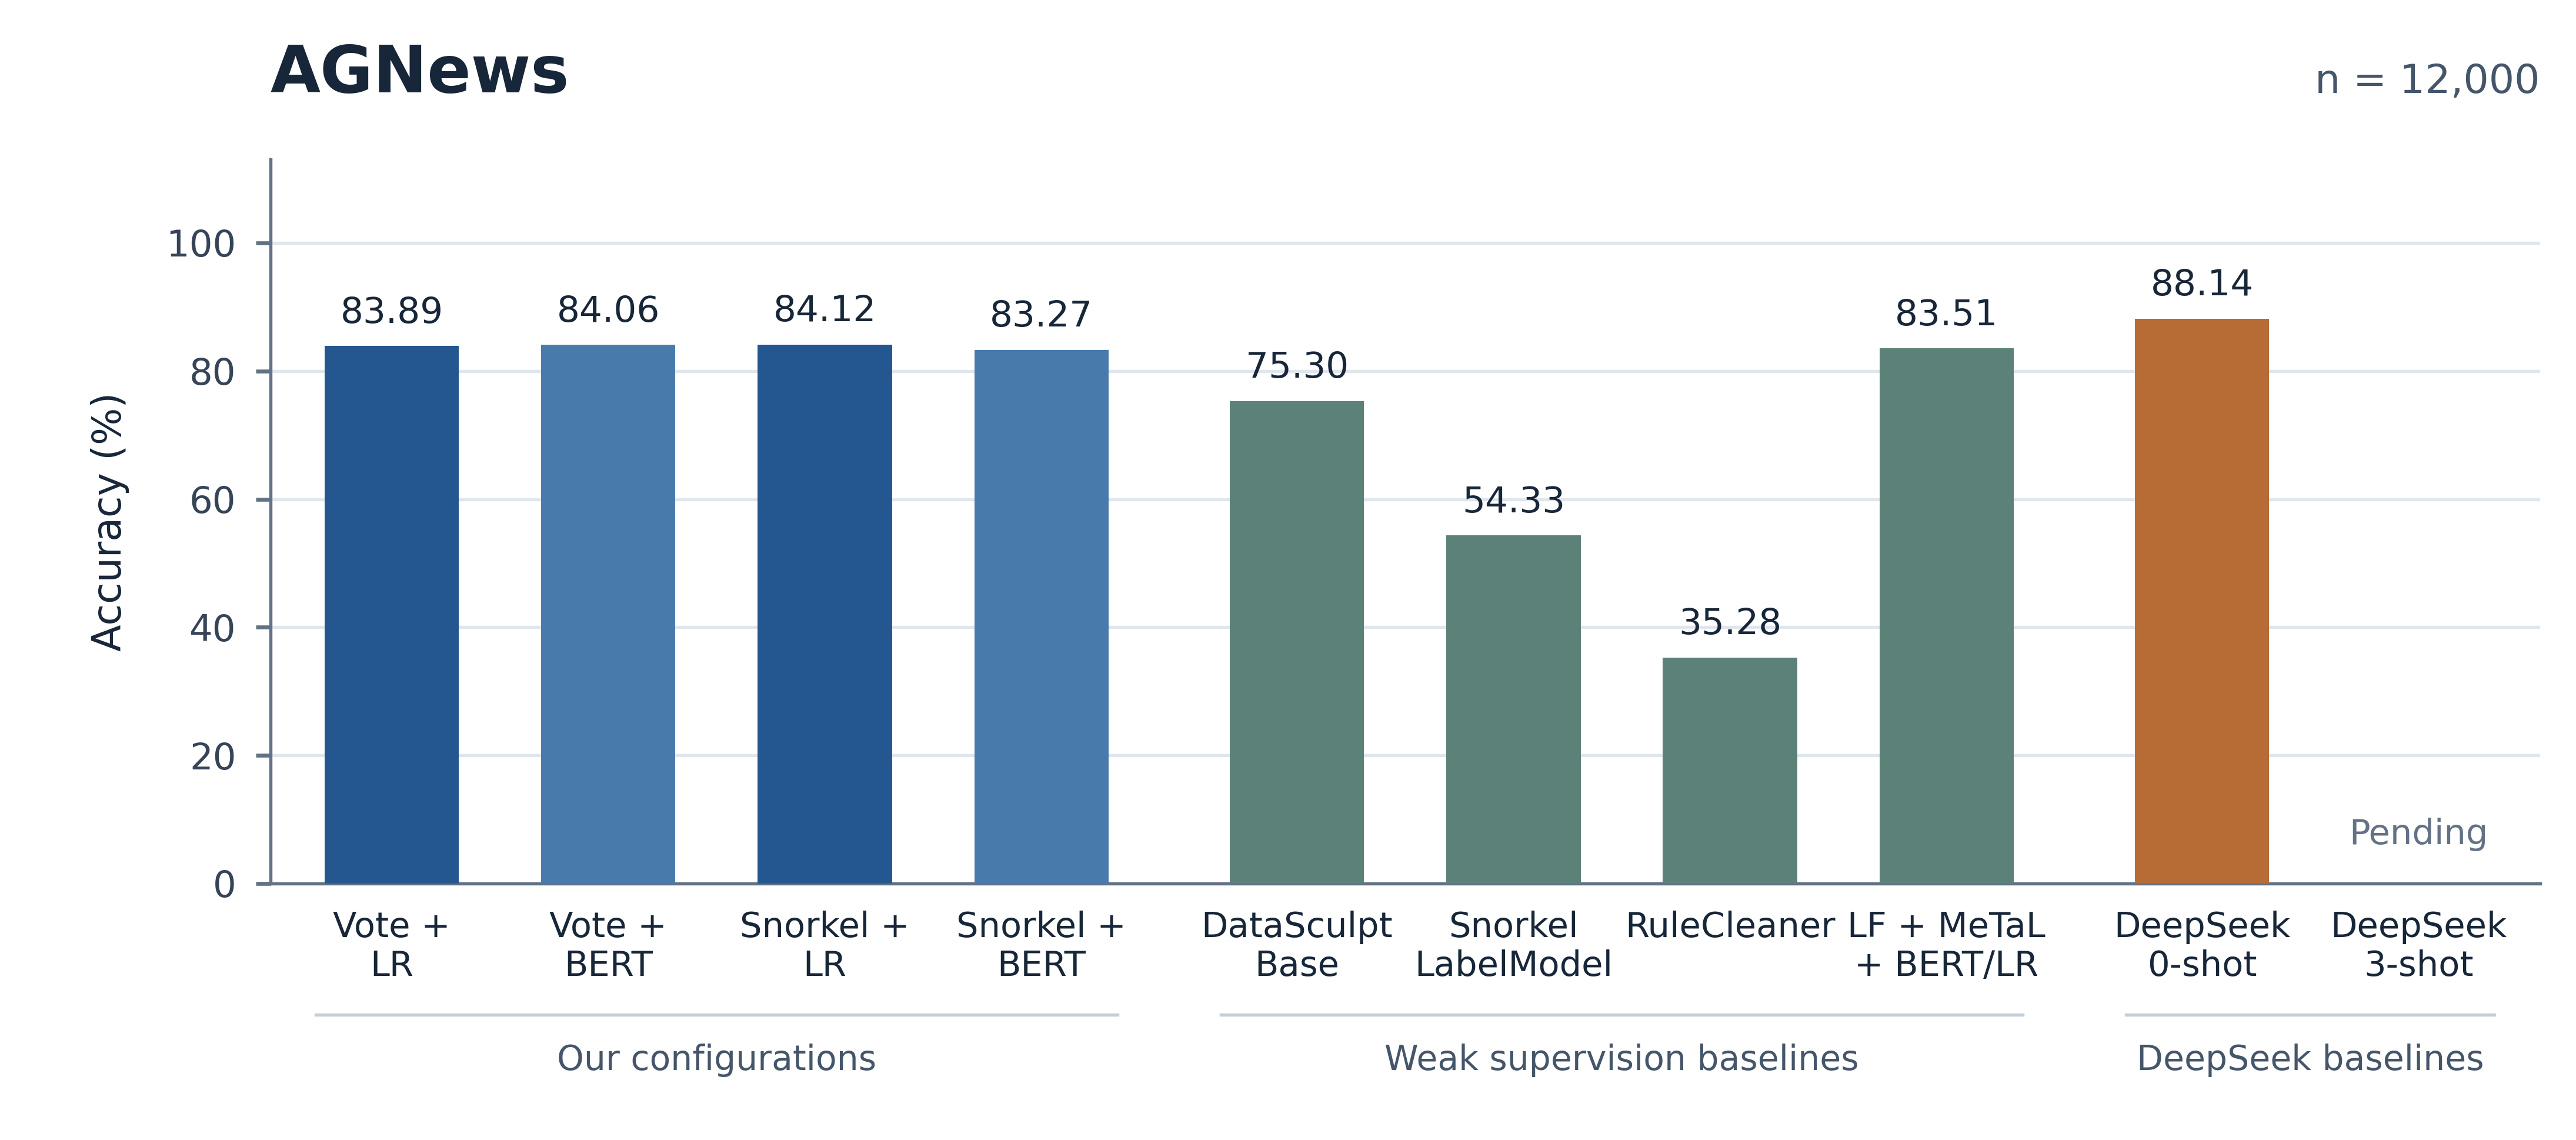 AGNews
n = 12,000
Accuracy (%)
100
80
60
40
20
0
83.89
84.06
84.12
83.27
75.30
54.33
35.28
83.51
88.14
Pending
Vote +
LR
Vote +
BERT
Snorkel +
LR
Snorkel +
BERT
DataSculpt
Base
Snorkel
LabelModel
RuleCleaner
LF + MeTaL
+ BERT/LR
DeepSeek
0-shot
DeepSeek
3-shot
Our configurations
Weak supervision baselines
DeepSeek baselines